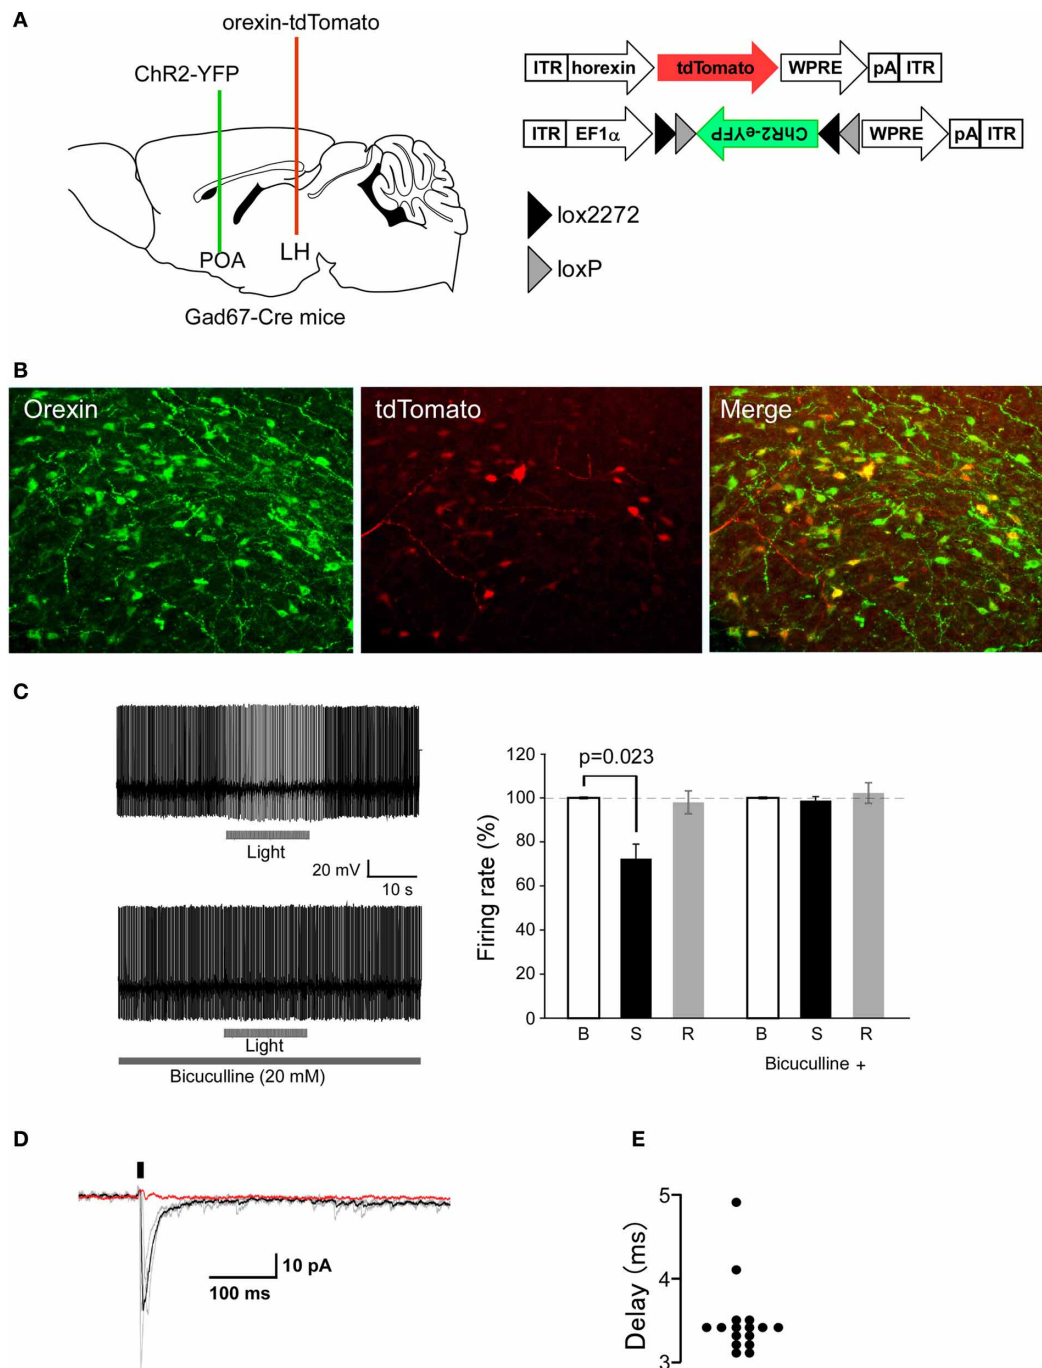 A
orexin-tdTomato
ChR2-YFP
POA
LH
Gad67-Cre mice
ITR horexin tdTomato WPRE pA ITR
ITR EF1α ChR2-eYFP WPRE pA ITR
lox2272
loxP
B
Orexin
tdTomato
Merge
C
Light
20 mV
10 s
Light
Bicuculline (20 mM)
Firing rate (%)
120
100
80
60
40
20
0
p=0.023
B S R B S R
Bicuculline +
D
10 pA
100 ms
E
Delay (ms)
5
4
3